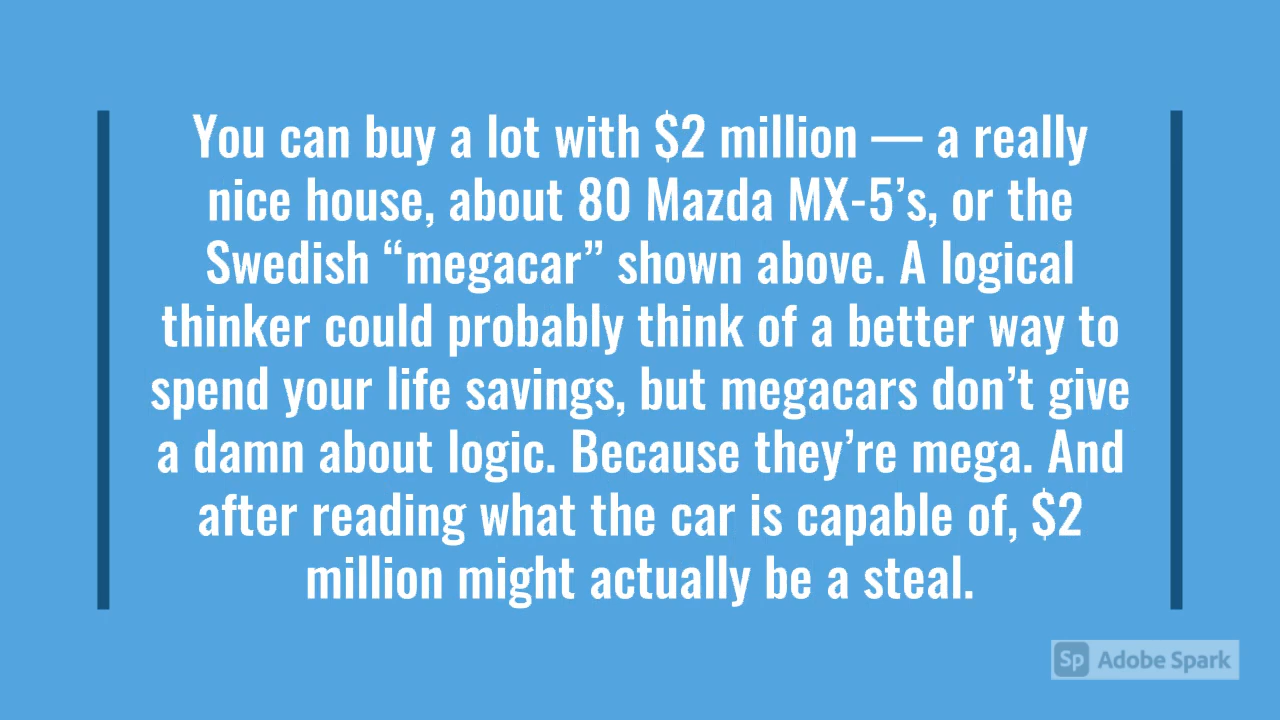 You can buy a lot with $2 million — a really
nice house, about 80 Mazda MX-5’s, or the
Swedish “megacar” shown above. A logical
thinker could probably think of a better way to
spend your life savings, but megacars don’t give
a damn about logic. Because they’re mega. And
after reading what the car is capable of, $2
million might actually be a steal.
Sp Adobe Spark